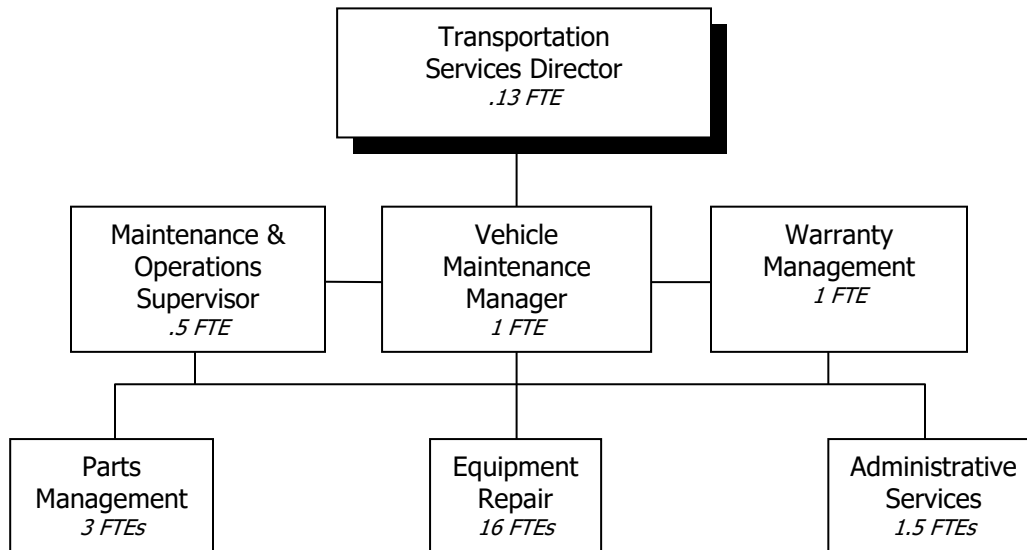 Transportation
Services Director
.13 FTE
Maintenance &
Operations
Supervisor
.5 FTE
Vehicle
Maintenance
Manager
1 FTE
Warranty
Management
1 FTE
Parts
Management
3 FTEs
Equipment
Repair
16 FTEs
Administrative
Services
1.5 FTEs